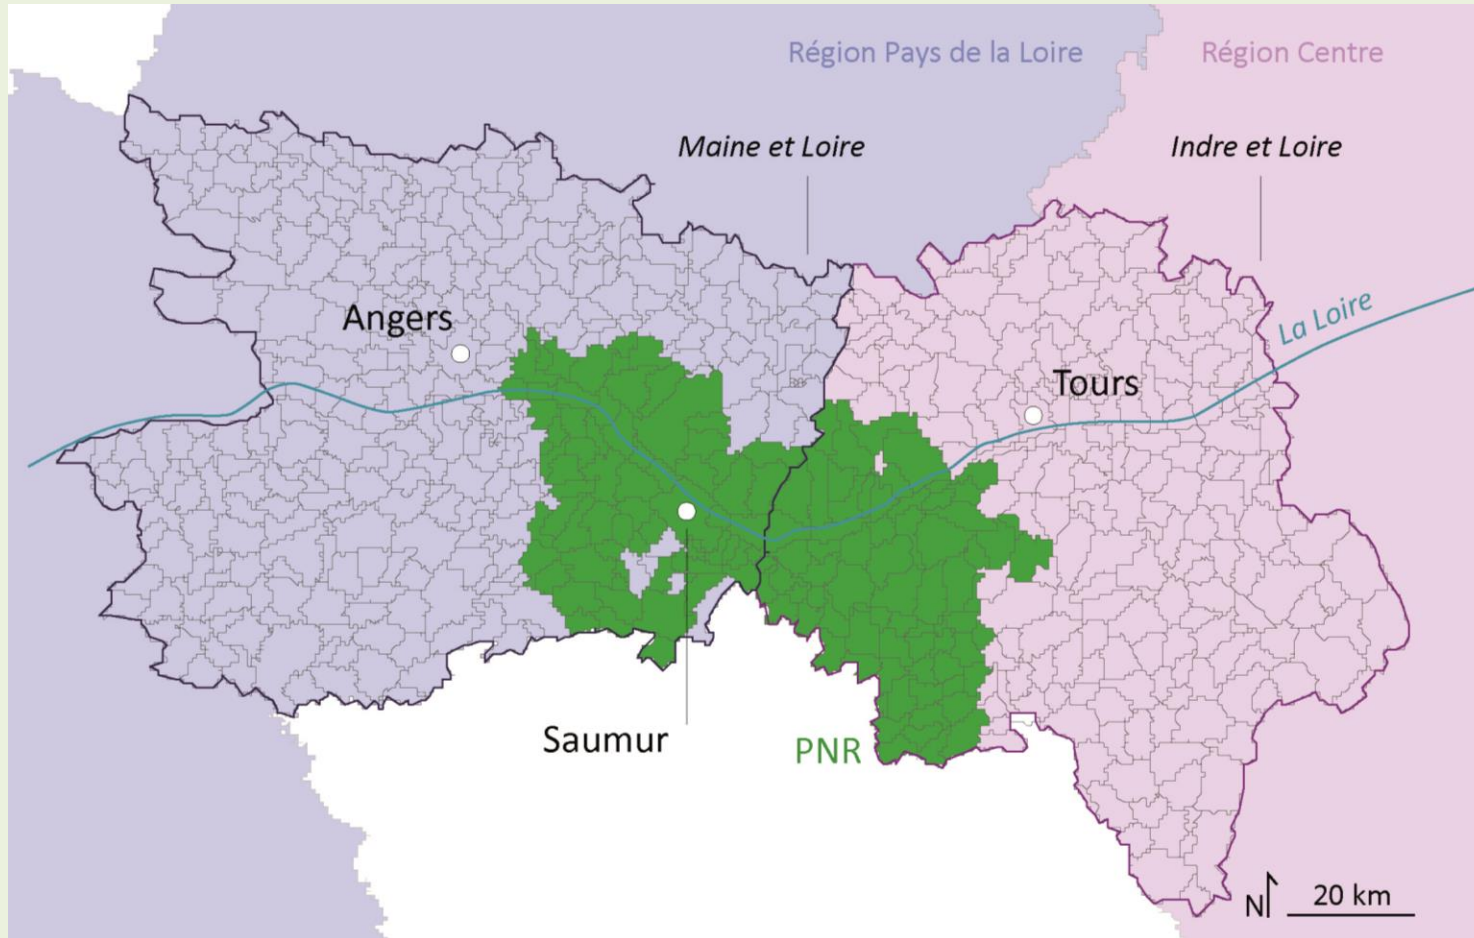 Région Pays de la Loire
Région Centre
Maine et Loire
Indre et Loire
La Loire
Angers
Tours
Saumur
PNR
N
20 km